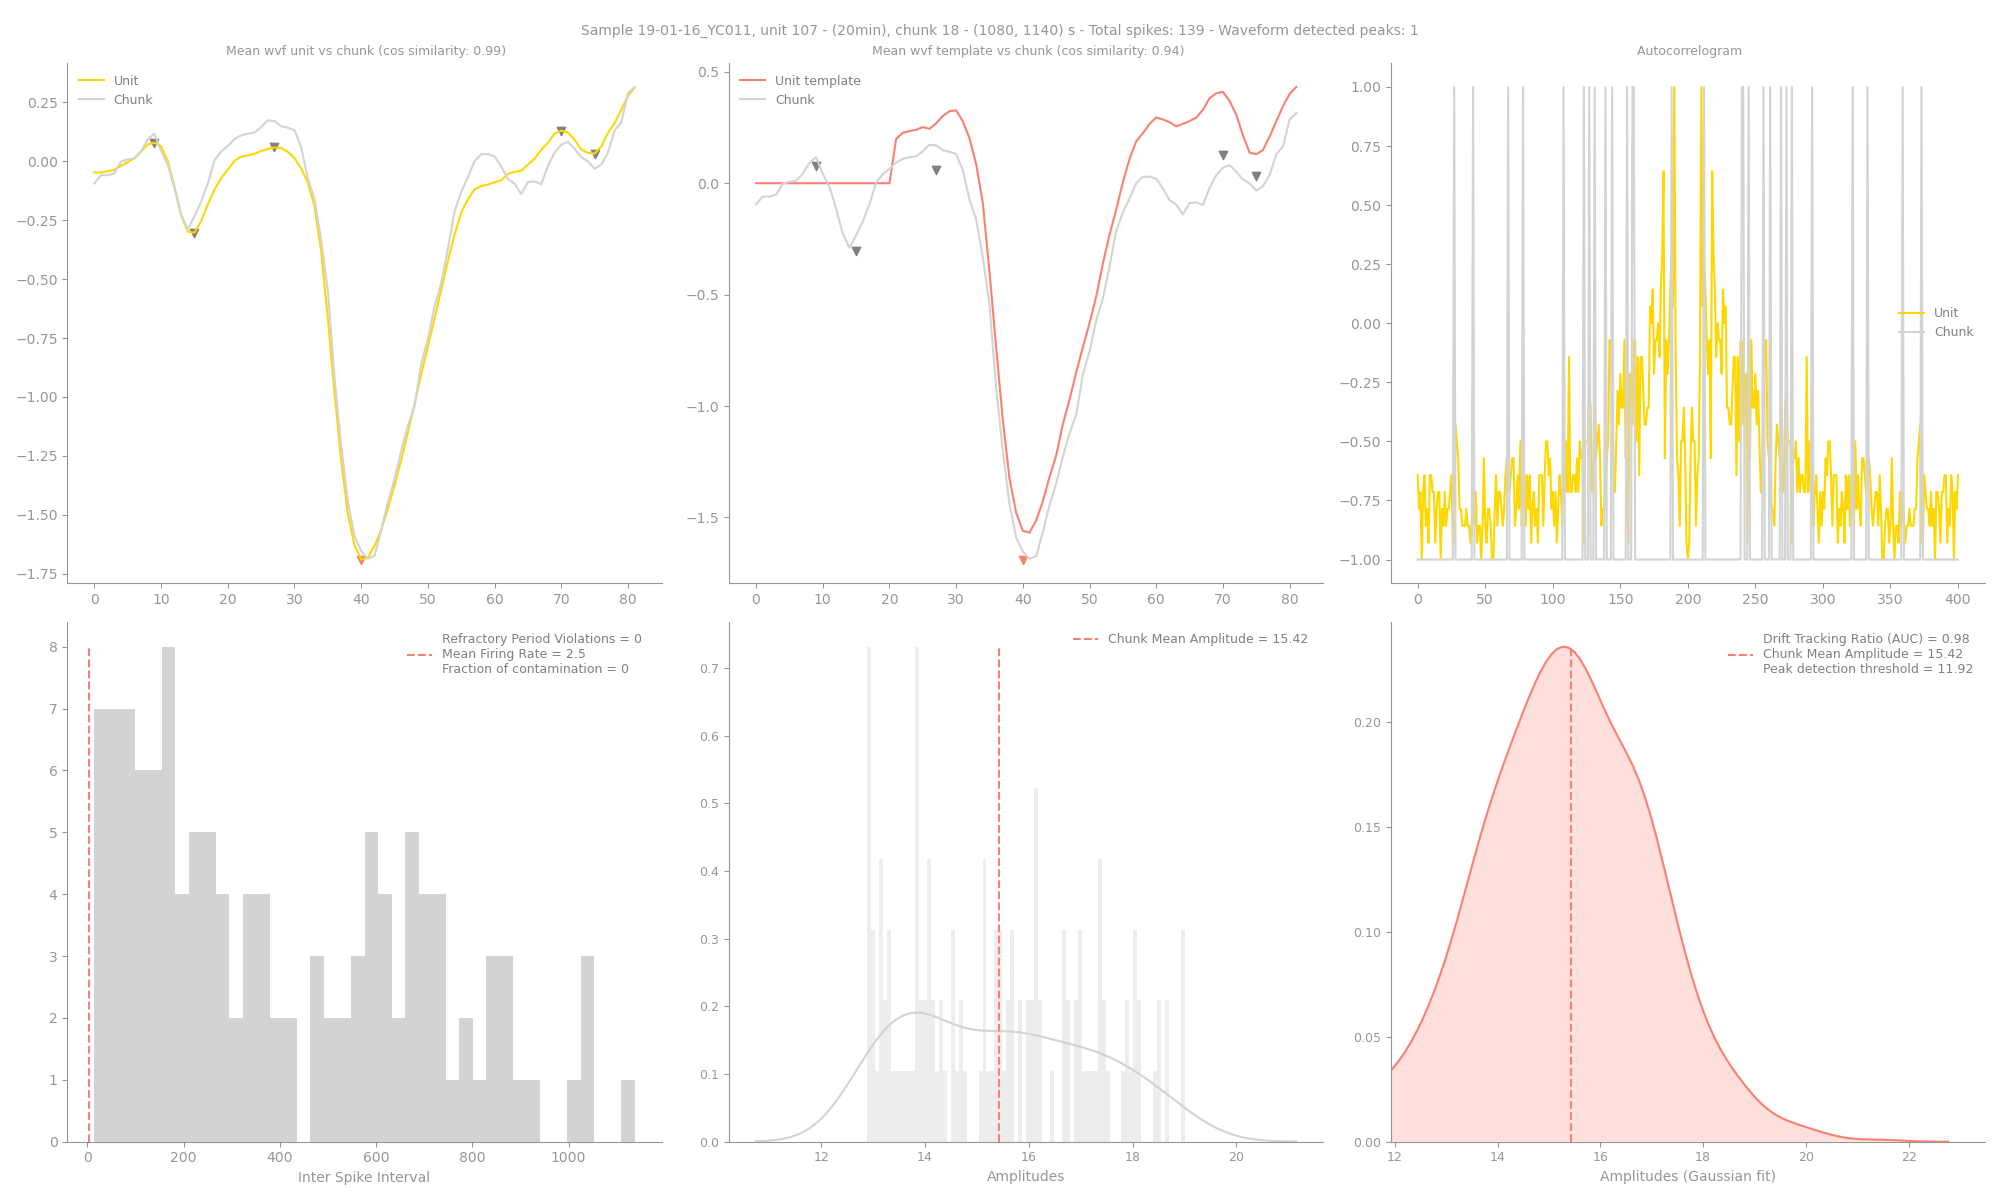 Sample 19-01-16_YC011, unit 107 - (20min), chunk 18 - (1080, 1140) s - Total spikes: 139 - Waveform detected peaks: 1
Mean wvf unit vs chunk (cos similarity: 0.99)
Unit
Chunk
0.25
0.00
−0.25
−0.50
−0.75
−1.00
−1.25
−1.50
−1.75
0 10 20 30 40 50 60 70 80
Mean wvf template vs chunk (cos similarity: 0.94)
Unit template
Chunk
0.5
0.0
−0.5
−1.0
−1.5
0 10 20 30 40 50 60 70 80
Autocorrelogram
Unit
Chunk
1.00
0.75
0.50
0.25
0.00
−0.25
−0.50
−0.75
−1.00
0 50 100 150 200 250 300 350 400
Refractory Period Violations = 0
Mean Firing Rate = 2.5
Fraction of contamination = 0
8
7
6
5
4
3
2
1
0
0 200 400 600 800 1000
Inter Spike Interval
Chunk Mean Amplitude = 15.42
0.7
0.6
0.5
0.4
0.3
0.2
0.1
0.0
12 14 16 18 20
Amplitudes
Drift Tracking Ratio (AUC) = 0.98
Chunk Mean Amplitude = 15.42
Peak detection threshold = 11.92
0.20
0.15
0.10
0.05
0.00
12 14 16 18 20 22
Amplitudes (Gaussian fit)